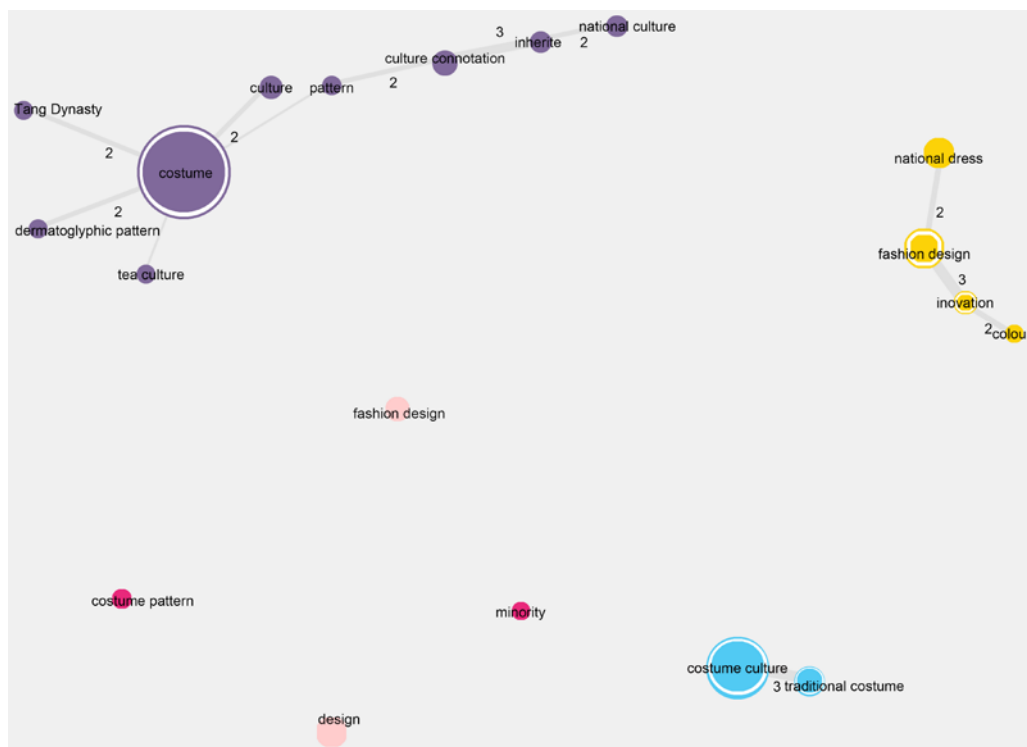 national culture
3
inherite
2
culture connotation
2
culture
pattern
Tang Dynasty
2
2
costume
2
dermatoglyphic pattern
tea culture
national dress
2
fashion design
3
inovation
2
colou
fashion design
costume pattern
minority
costume culture
3 traditional costume
design